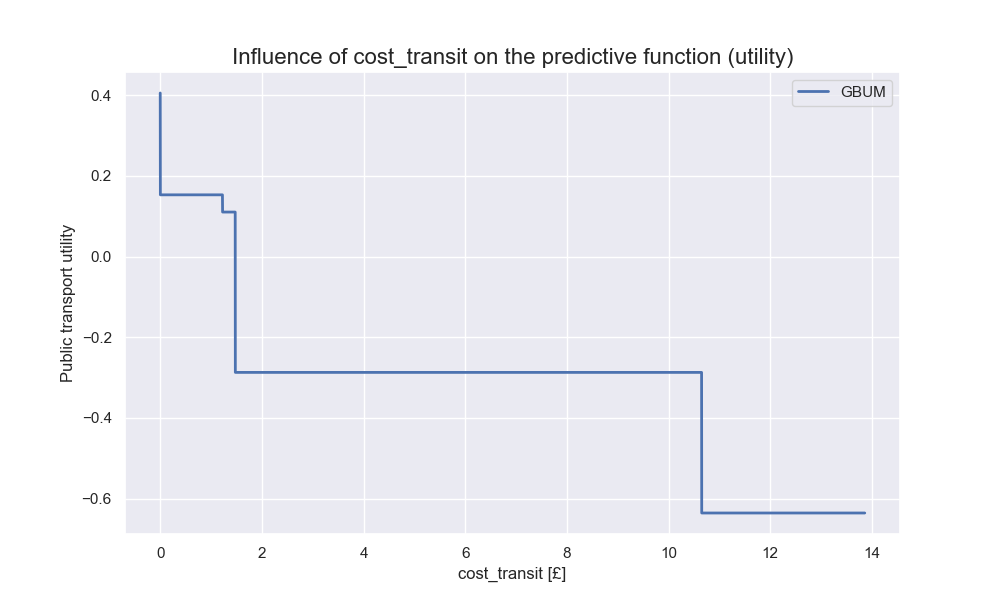 Influence of cost_transit on the predictive function (utility)
GBUM
Public transport utility
0.4
0.2
0.0
−0.2
−0.4
−0.6
0 2 4 6 8 10 12 14
cost_transit [£]